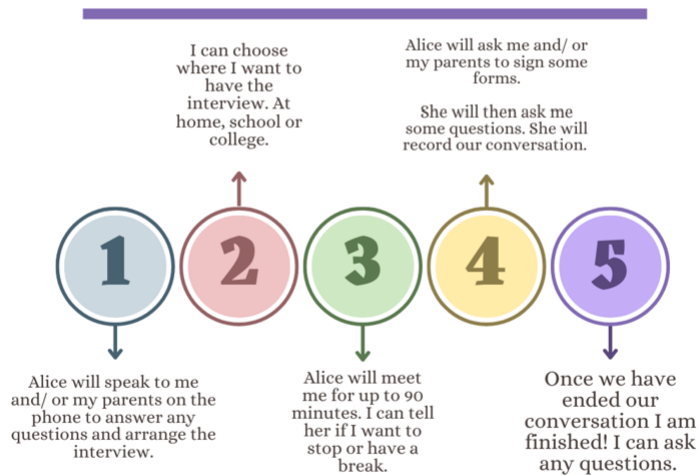 1
Alice will speak to me
and/ or my parents on the
phone to answer any
questions and arrange the
interview.
2
I can choose
where I want to
have the
interview. At
home, school or
college.
3
Alice will meet
me for up to 90
minutes. I can tell
her if I want to
stop or have a
break.
4
Alice will ask me and/ or
my parents to sign some
forms.
She will then ask me
some questions. She will
record our conversation.
5
Once we have
ended our
conversation I am
finished! I can ask
any questions.